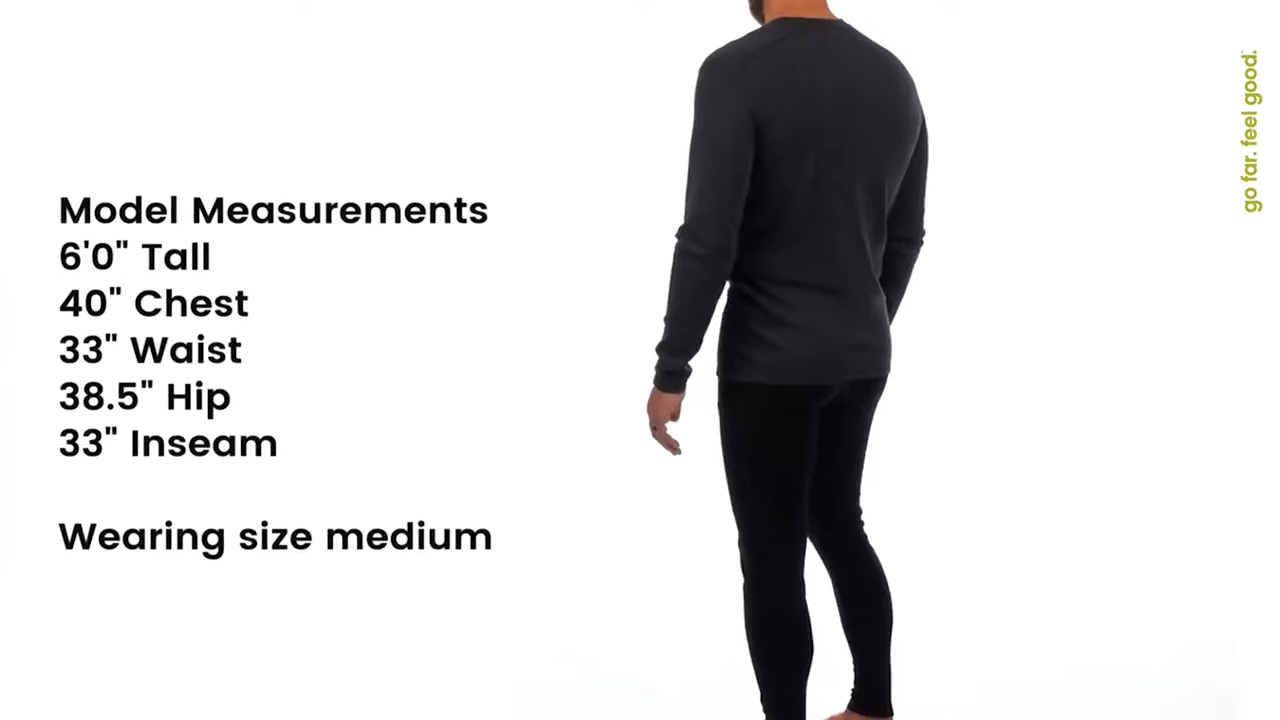 Model Measurements
6'0" Tall
40" Chest
33" Waist
38.5" Hip
33" Inseam
Wearing size medium
go far. feel good.